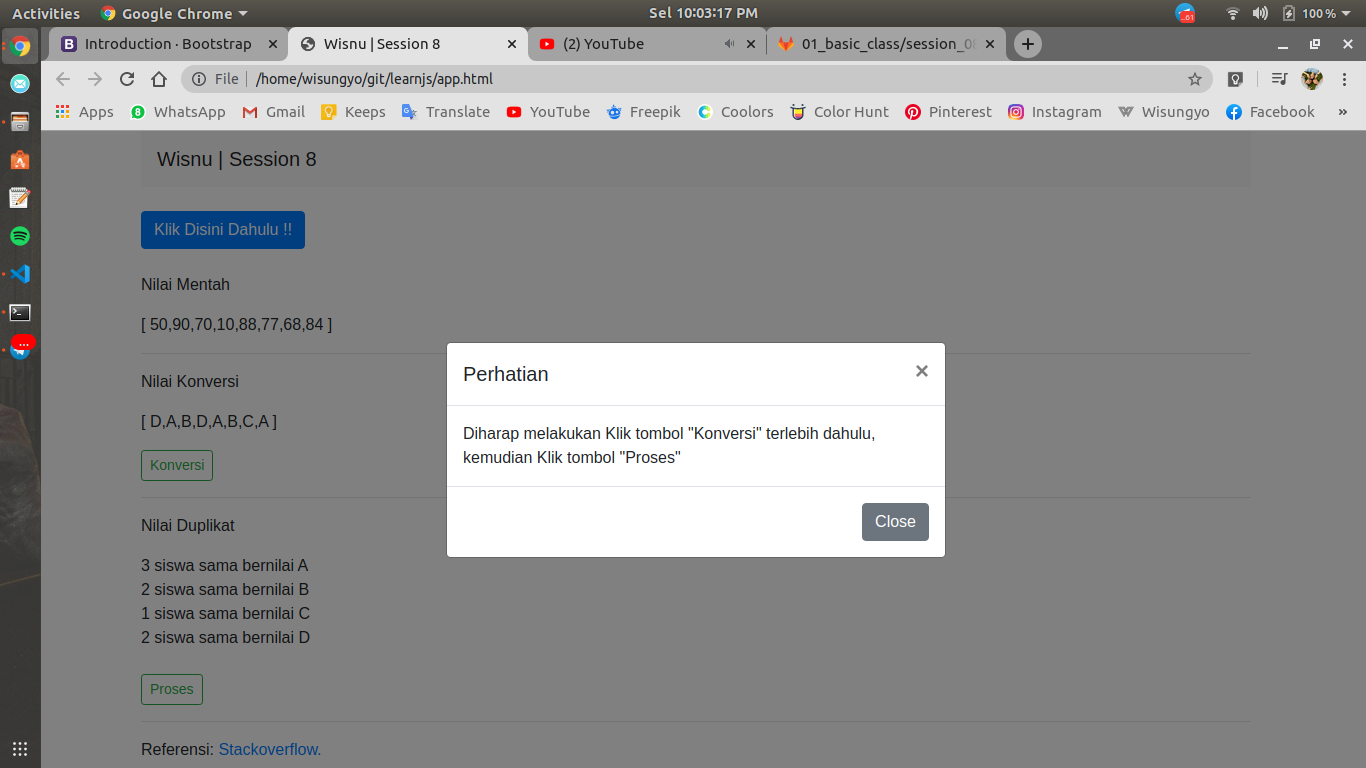 Activities Google Chrome Sel 10:03:17 PM ...61 100 %
Introduction · Bootstrap Wisnu | Session 8 (2) YouTube 01_basic_class/session_08
File /home/wisungyo/git/learnjs/app.html
Apps WhatsApp Gmail Keeps Translate YouTube Freepik Coolors Color Hunt Pinterest Instagram Wisungyo Facebook »
Wisnu | Session 8
Klik Disini Dahulu !!
Nilai Mentah
[ 50,90,70,10,88,77,68,84 ]
Nilai Konversi
[ D,A,B,D,A,B,C,A ]
Konversi
Nilai Duplikat
3 siswa sama bernilai A
2 siswa sama bernilai B
1 siswa sama bernilai C
2 siswa sama bernilai D
Proses
Referensi: Stackoverflow.
Perhatian ×
Diharap melakukan Klik tombol "Konversi" terlebih dahulu,
kemudian Klik tombol "Proses"
Close